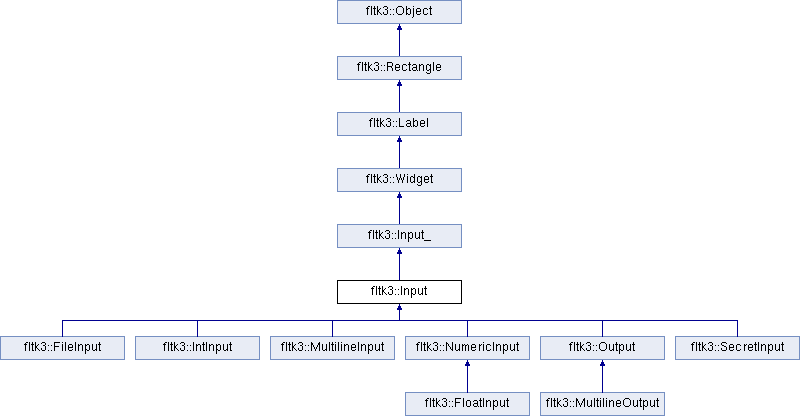 fltk3::Object
fltk3::Rectangle
fltk3::Label
fltk3::Widget
fltk3::Input_
fltk3::Input
fltk3::FileInput
fltk3::IntInput
fltk3::MultilineInput
fltk3::NumericInput
fltk3::Output
fltk3::SecretInput
fltk3::FloatInput
fltk3::MultilineOutput